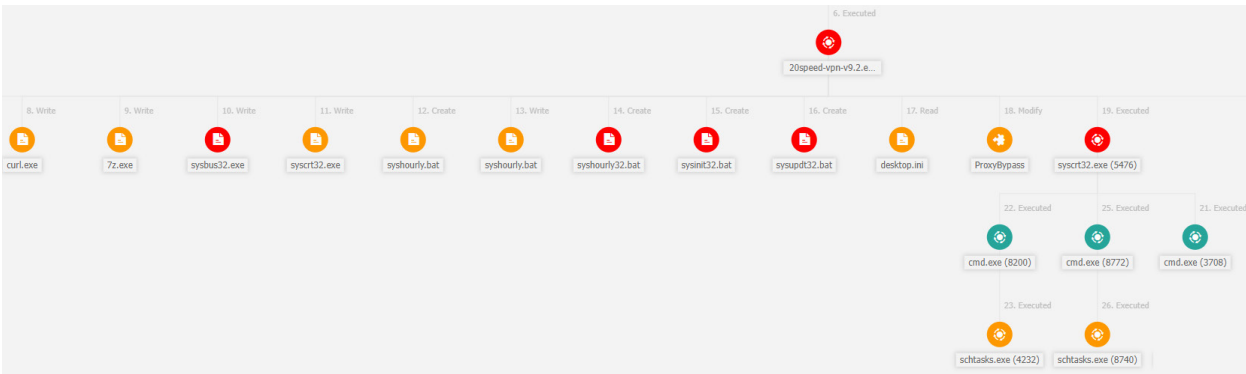 6. Executed
20speed-vpn-v9.2.e...
8. Write
9. Write
10. Write
11. Write
12. Create
13. Write
14. Create
15. Create
16. Create
17. Read
18. Modify
19. Executed
curl.exe
7z.exe
sysbus32.exe
syscrt32.exe
syshourly.bat
syshourly.bat
syshourly32.bat
sysinit32.bat
sysupdt32.bat
desktop.ini
ProxyBypass
syscrt32.exe (5476)
22. Executed
25. Executed
21. Executed
cmd.exe (8200)
cmd.exe (8772)
cmd.exe (3708)
23. Executed
26. Executed
schtasks.exe (4232)
schtasks.exe (8740)